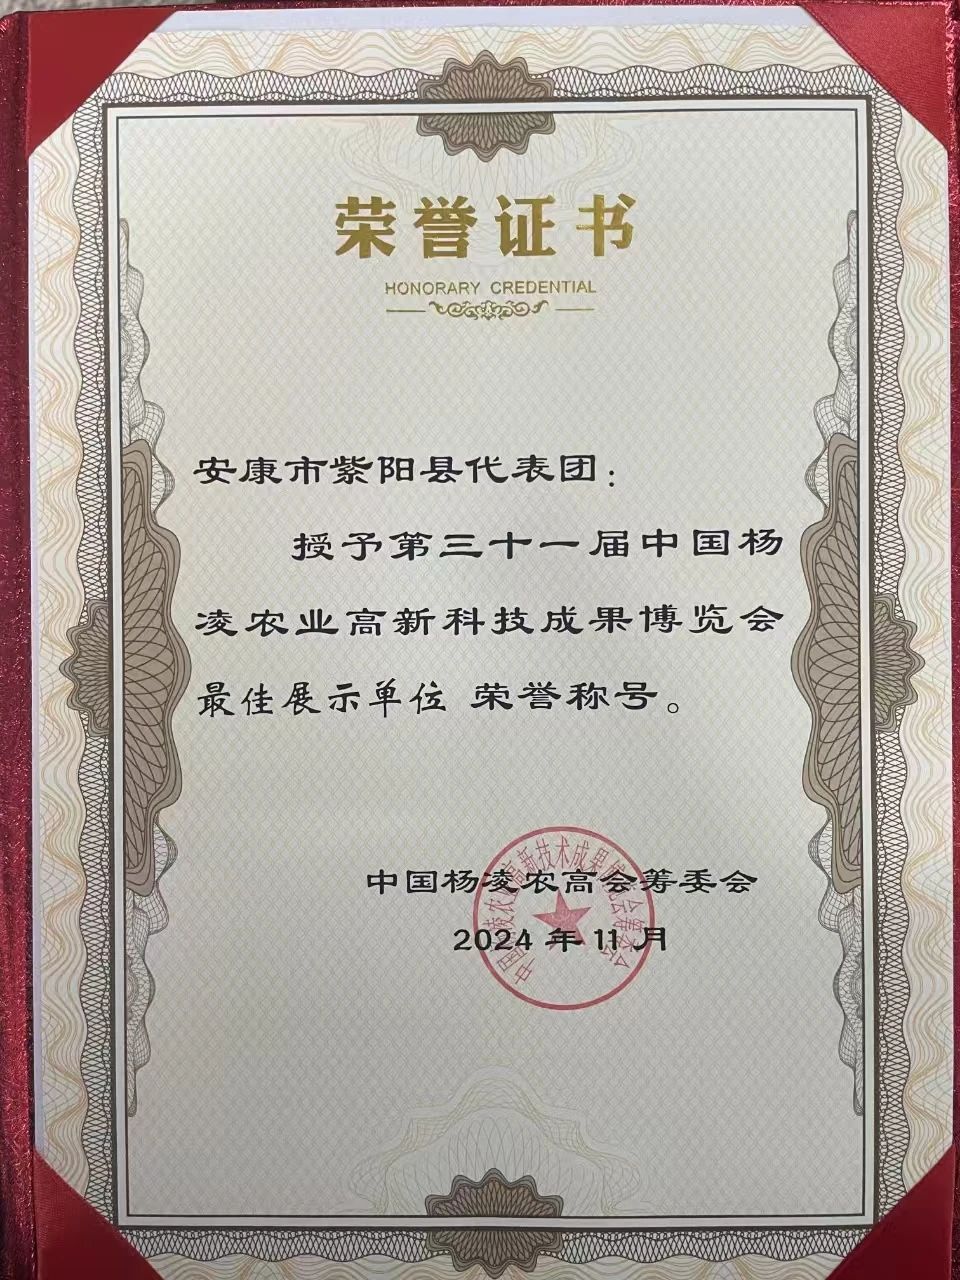 荣誉证书
HONORARY CREDENTIAL
安康市紫阳县代表团：
授予第三十一届中国杨
凌农业高新科技成果博览会
最佳展示单位 荣誉称号。
中国杨凌农高会筹委会
2024年11月